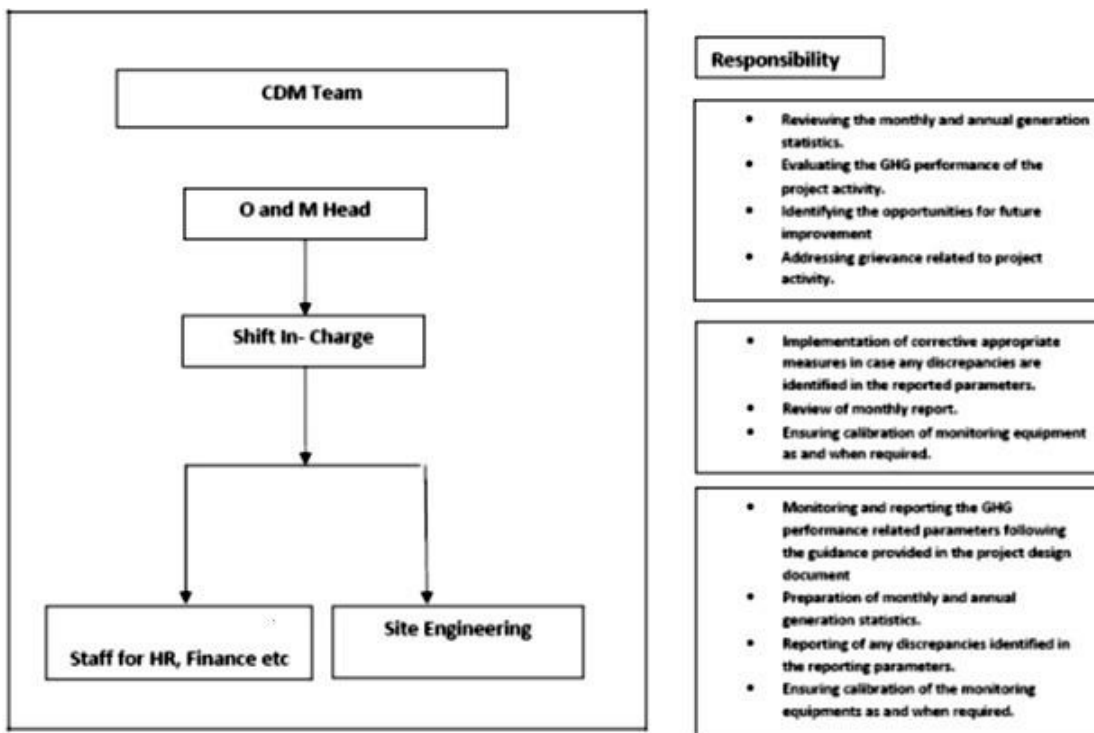 CDM Team
O and M Head
Shift In- Charge
Staff for HR, Finance etc
Site Engineering
Responsibility
• Reviewing the monthly and annual generation
statistics.
• Evaluating the GHG performance of the
project activity.
• Identifying the opportunities for future
improvement
• Addressing grievance related to project
activity.
• Implementation of corrective appropriate
measures in case any discrepancies are
identified in the reported parameters.
• Review of monthly report.
• Ensuring calibration of monitoring equipment
as and when required.
• Monitoring and reporting the GHG
performance related parameters following
the guidance provided in the project design
document
• Preparation of monthly and annual
generation statistics.
• Reporting of any discrepancies identified in
the reporting parameters.
• Ensuring calibration of the monitoring
equipments as and when required.